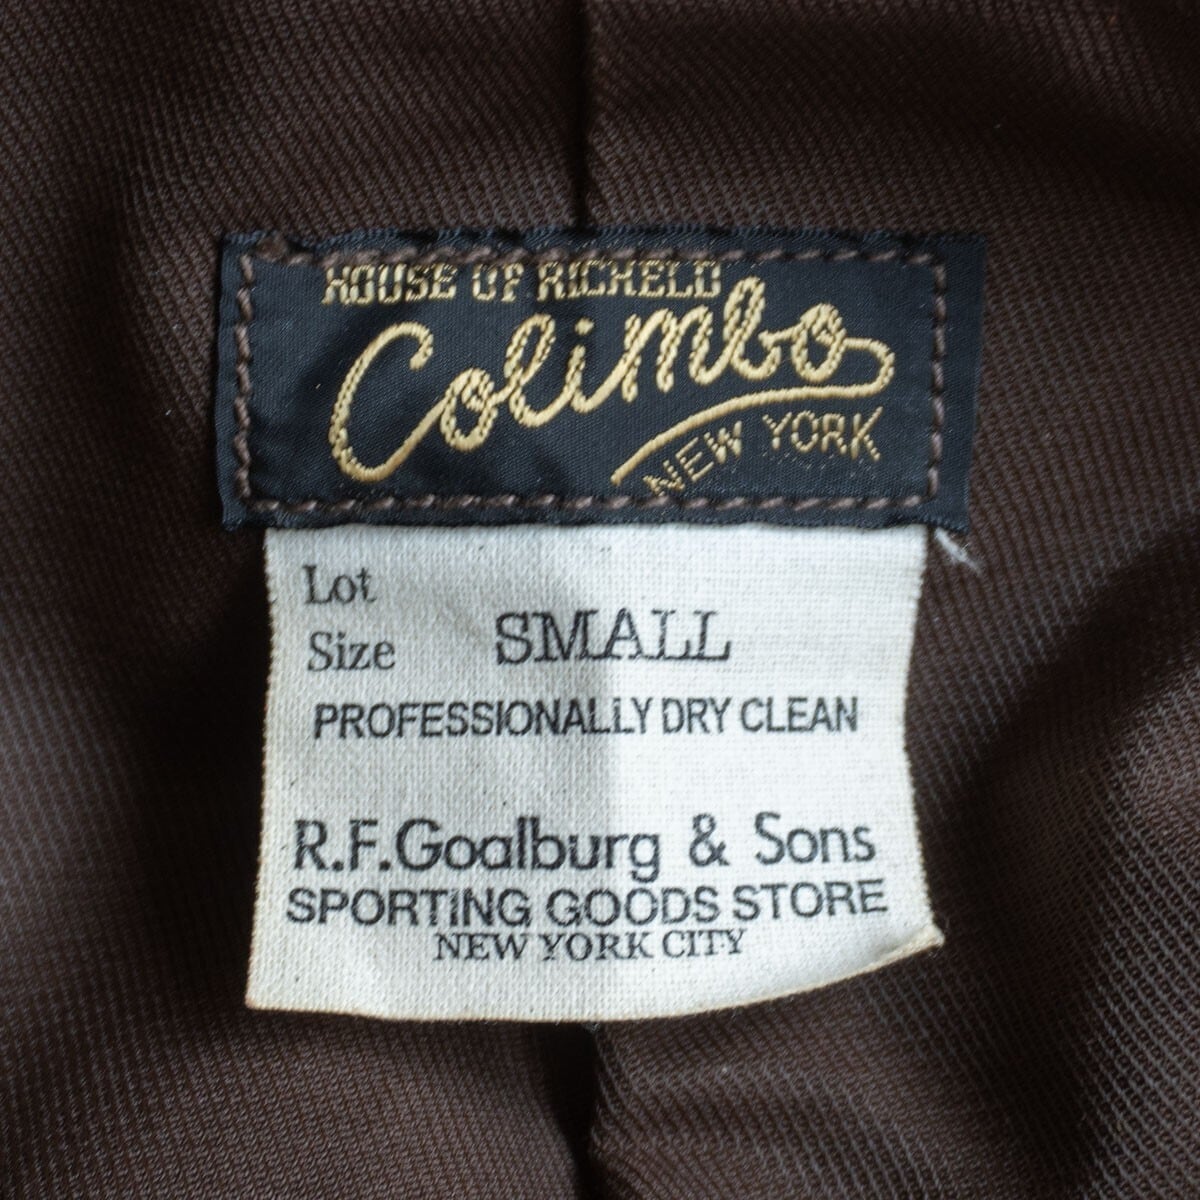 HOUSE OF RICHELD
Colimbo
NEW YORK
Lot
Size SMALL
PROFESSIONALLY DRY CLEAN
R.F.Goalburg & Sons
SPORTING GOODS STORE
NEW YORK CITY